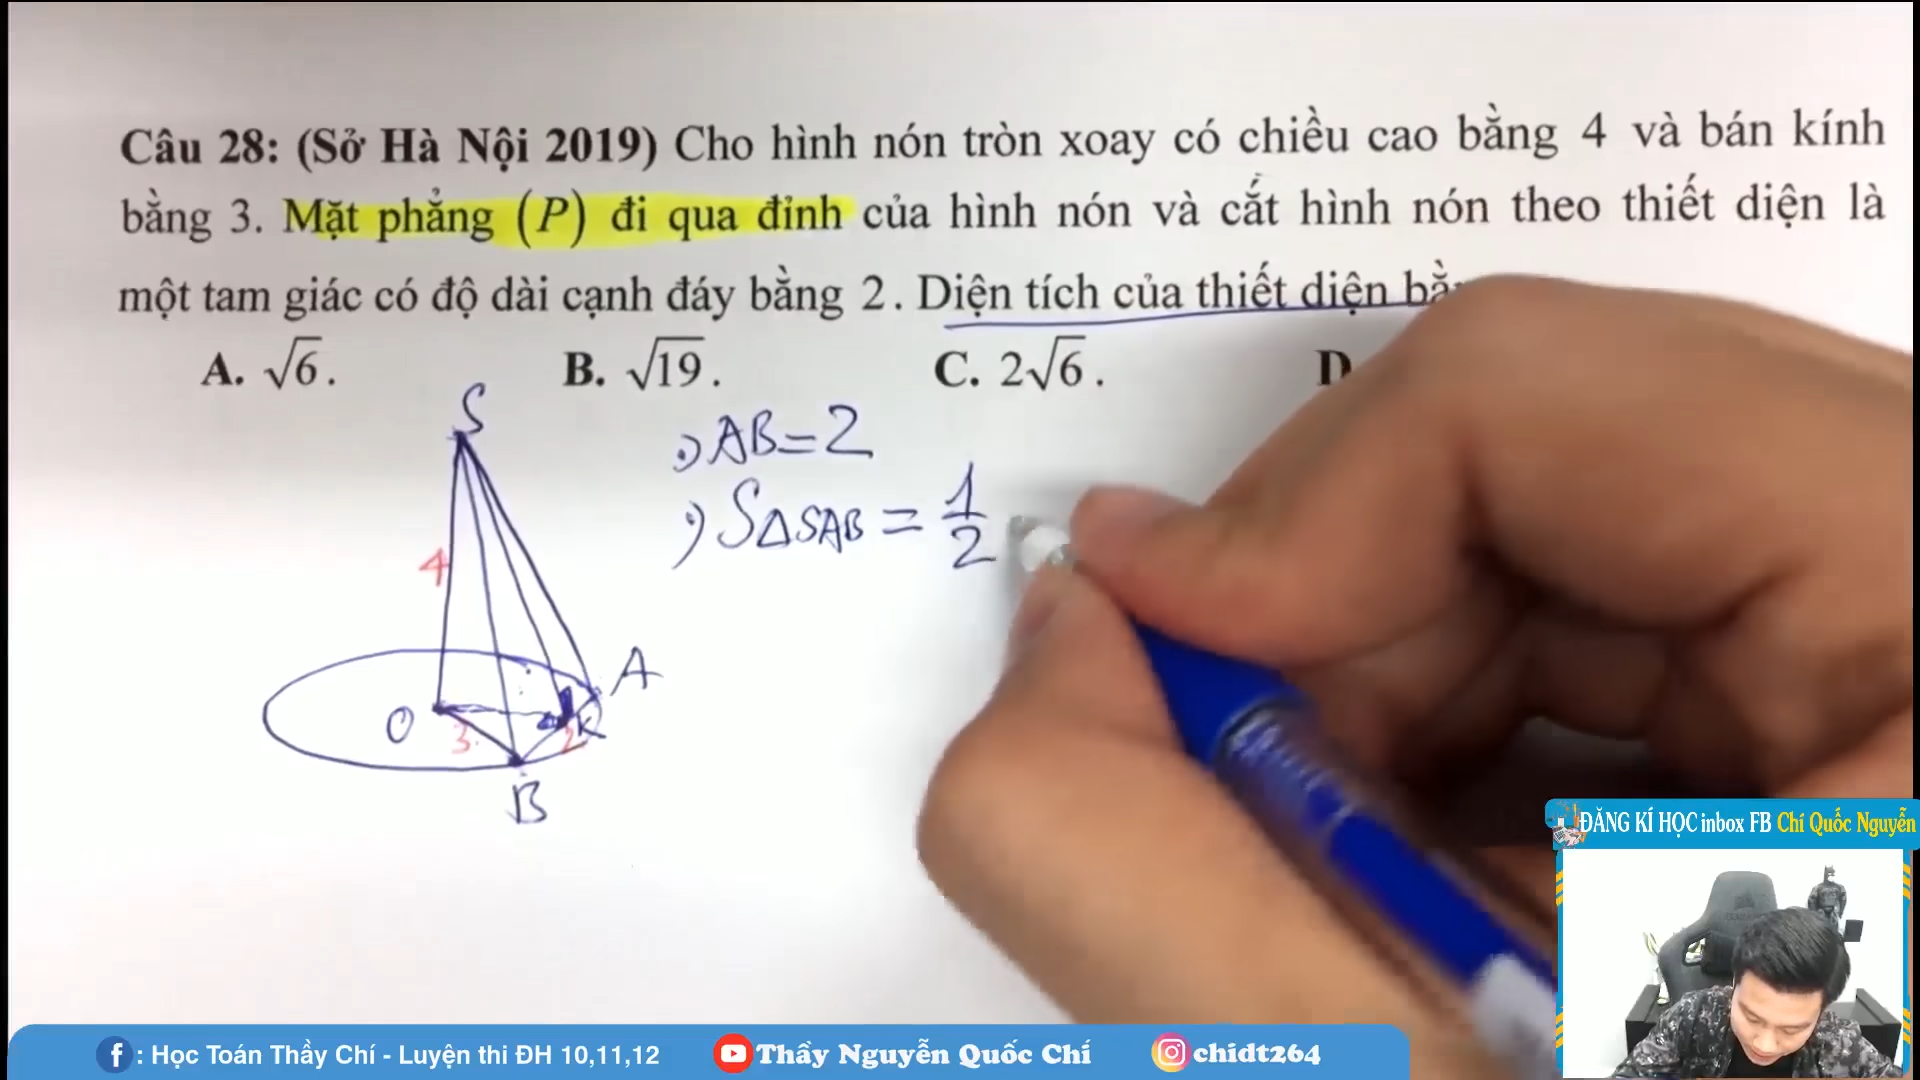 Câu 28: (Sở Hà Nội 2019) Cho hình nón tròn xoay có chiều cao bằng 4 và bán kính
bằng 3. Mặt phẳng (P) đi qua đỉnh của hình nón và cắt hình nón theo thiết diện là
một tam giác có độ dài cạnh đáy bằng 2. Diện tích của thiết diện
A. √6. B. √19. C. 2√6. D
S
•) AB = 2
•) S△SAB = 1/2
4
A
O
3
2
K
B
ĐĂNG KÍ HỌC inbox FB Chí Quốc Nguyễn
f : Học Toán Thầy Chí - Luyện thi ĐH 10,11,12
Thầy Nguyễn Quốc Chí
chidt264